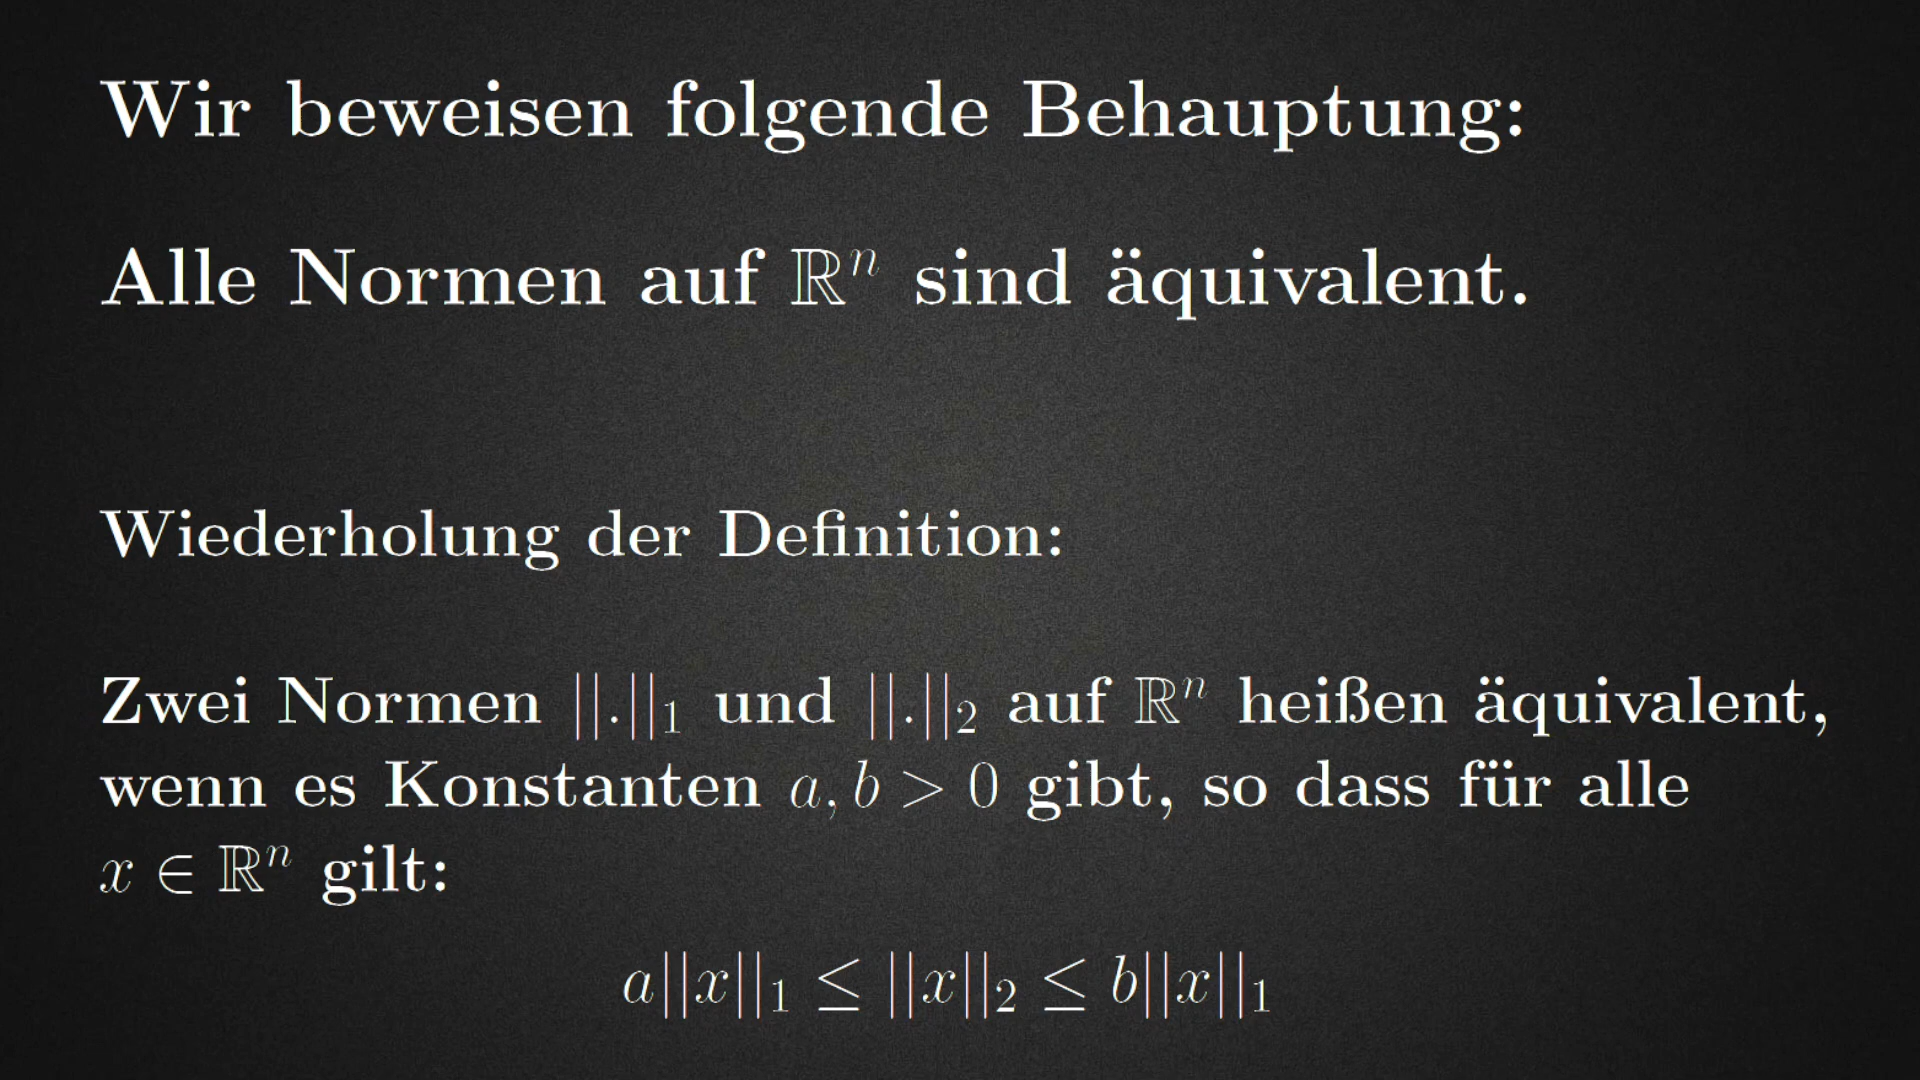 Wir beweisen folgende Behauptung:
Alle Normen auf ℝⁿ sind äquivalent.
Wiederholung der Definition:
Zwei Normen ||.||₁ und ||.||₂ auf ℝⁿ heißen äquivalent,
wenn es Konstanten a, b > 0 gibt, so dass für alle
x ∈ ℝⁿ gilt:
a||x||₁ ≤ ||x||₂ ≤ b||x||₁